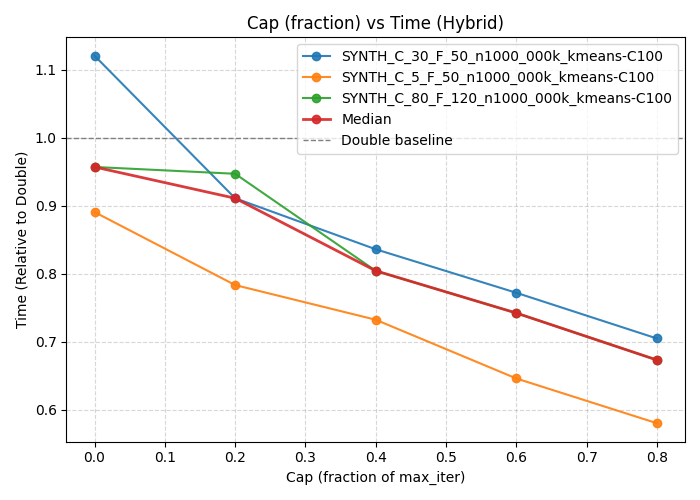 Cap (fraction) vs Time (Hybrid)
SYNTH_C_30_F_50_n1000_000k_kmeans-C100
SYNTH_C_5_F_50_n1000_000k_kmeans-C100
SYNTH_C_80_F_120_n1000_000k_kmeans-C100
Median
Double baseline
Time (Relative to Double)
1.1
1.0
0.9
0.8
0.7
0.6
0.0 0.1 0.2 0.3 0.4 0.5 0.6 0.7 0.8
Cap (fraction of max_iter)